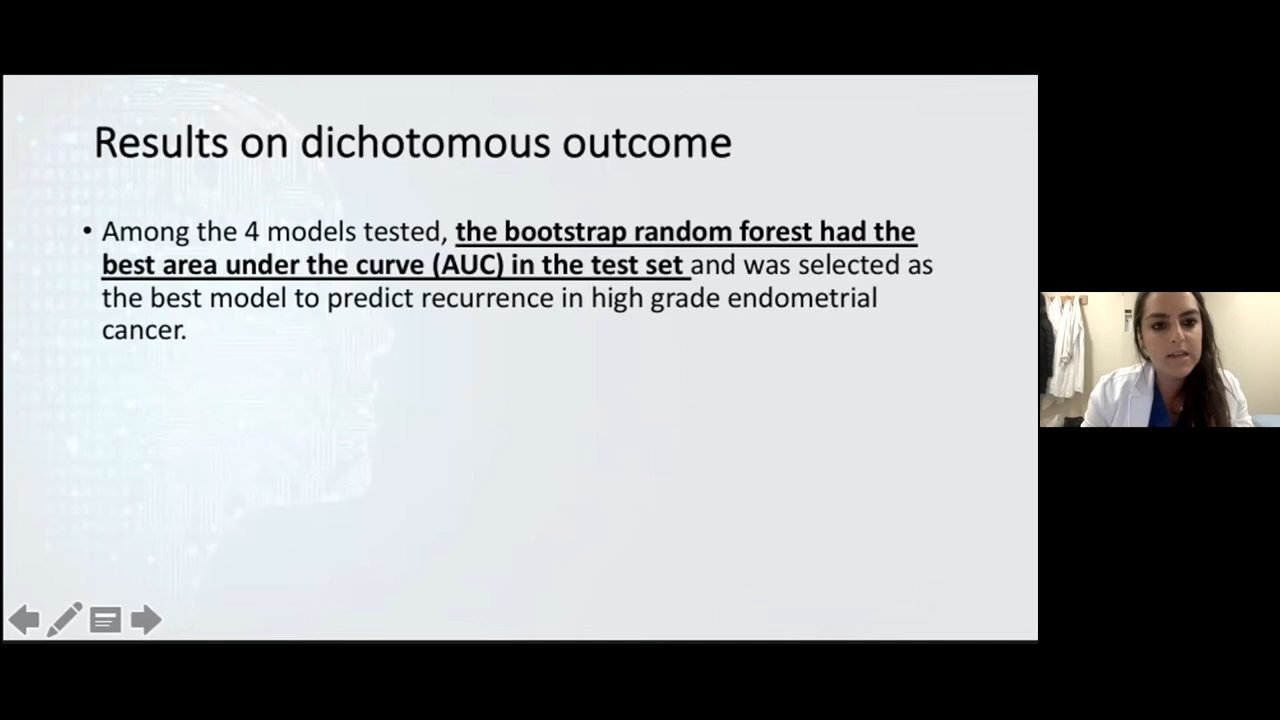 Results on dichotomous outcome
• Among the 4 models tested, the bootstrap random forest had the
best area under the curve (AUC) in the test set and was selected as
the best model to predict recurrence in high grade endometrial
cancer.